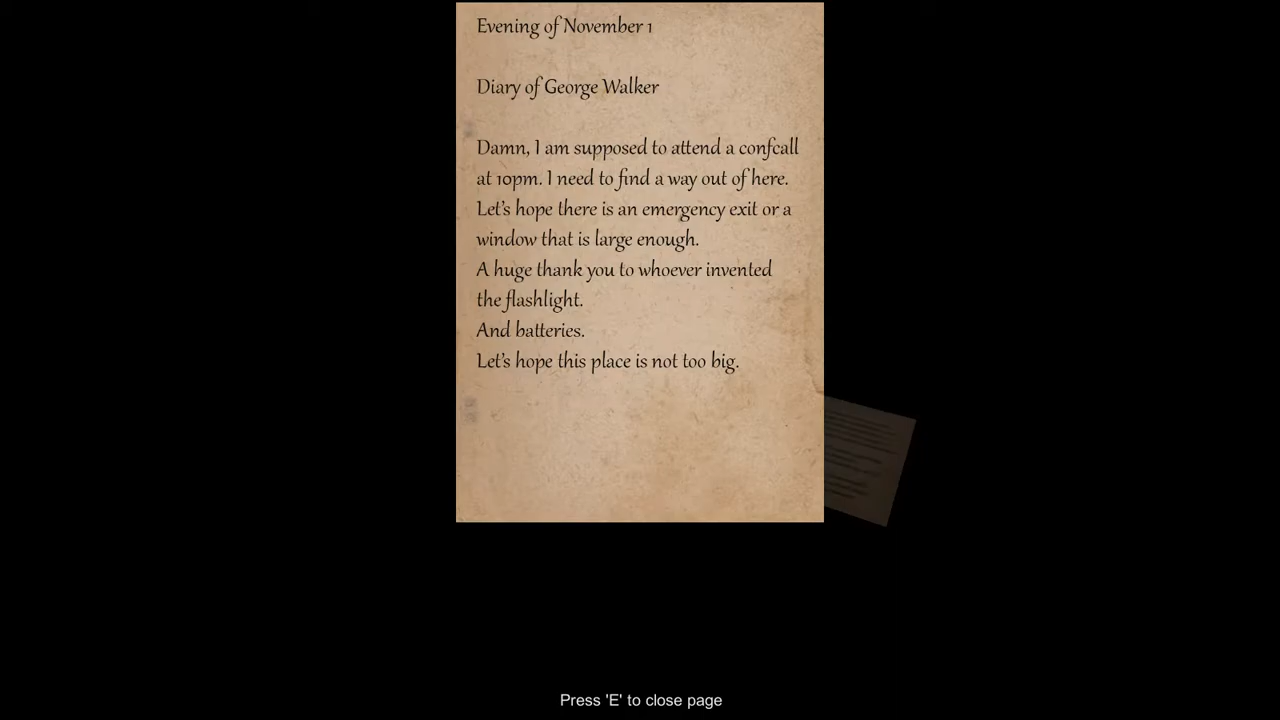 Evening of November 1
Diary of George Walker
Damn, I am supposed to attend a confcall
at 10pm. I need to find a way out of here.
Let's hope there is an emergency exit or a
window that is large enough.
A huge thank you to whoever invented
the flashlight.
And batteries.
Let's hope this place is not too big.
Press 'E' to close page